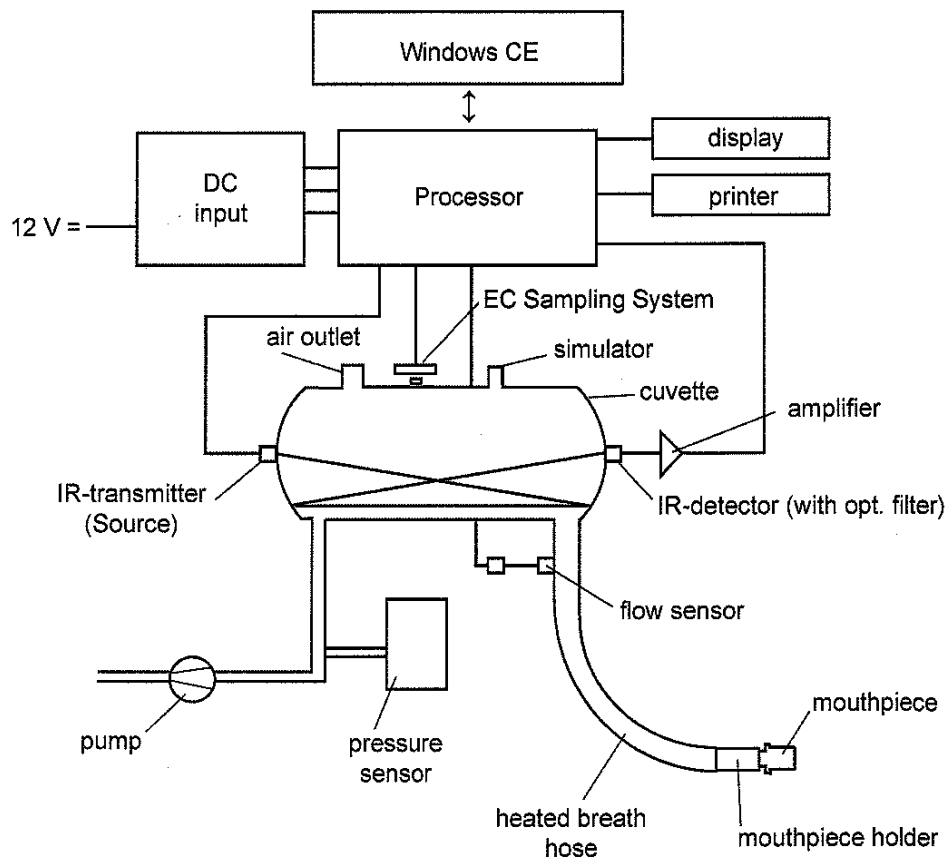 Windows CE
DC
input
Processor
display
printer
12 V =
EC Sampling System
air outlet
simulator
cuvette
amplifier
IR-transmitter
(Source)
IR-detector (with opt. filter)
flow sensor
pump
pressure
sensor
mouthpiece
heated breath
hose
mouthpiece holder